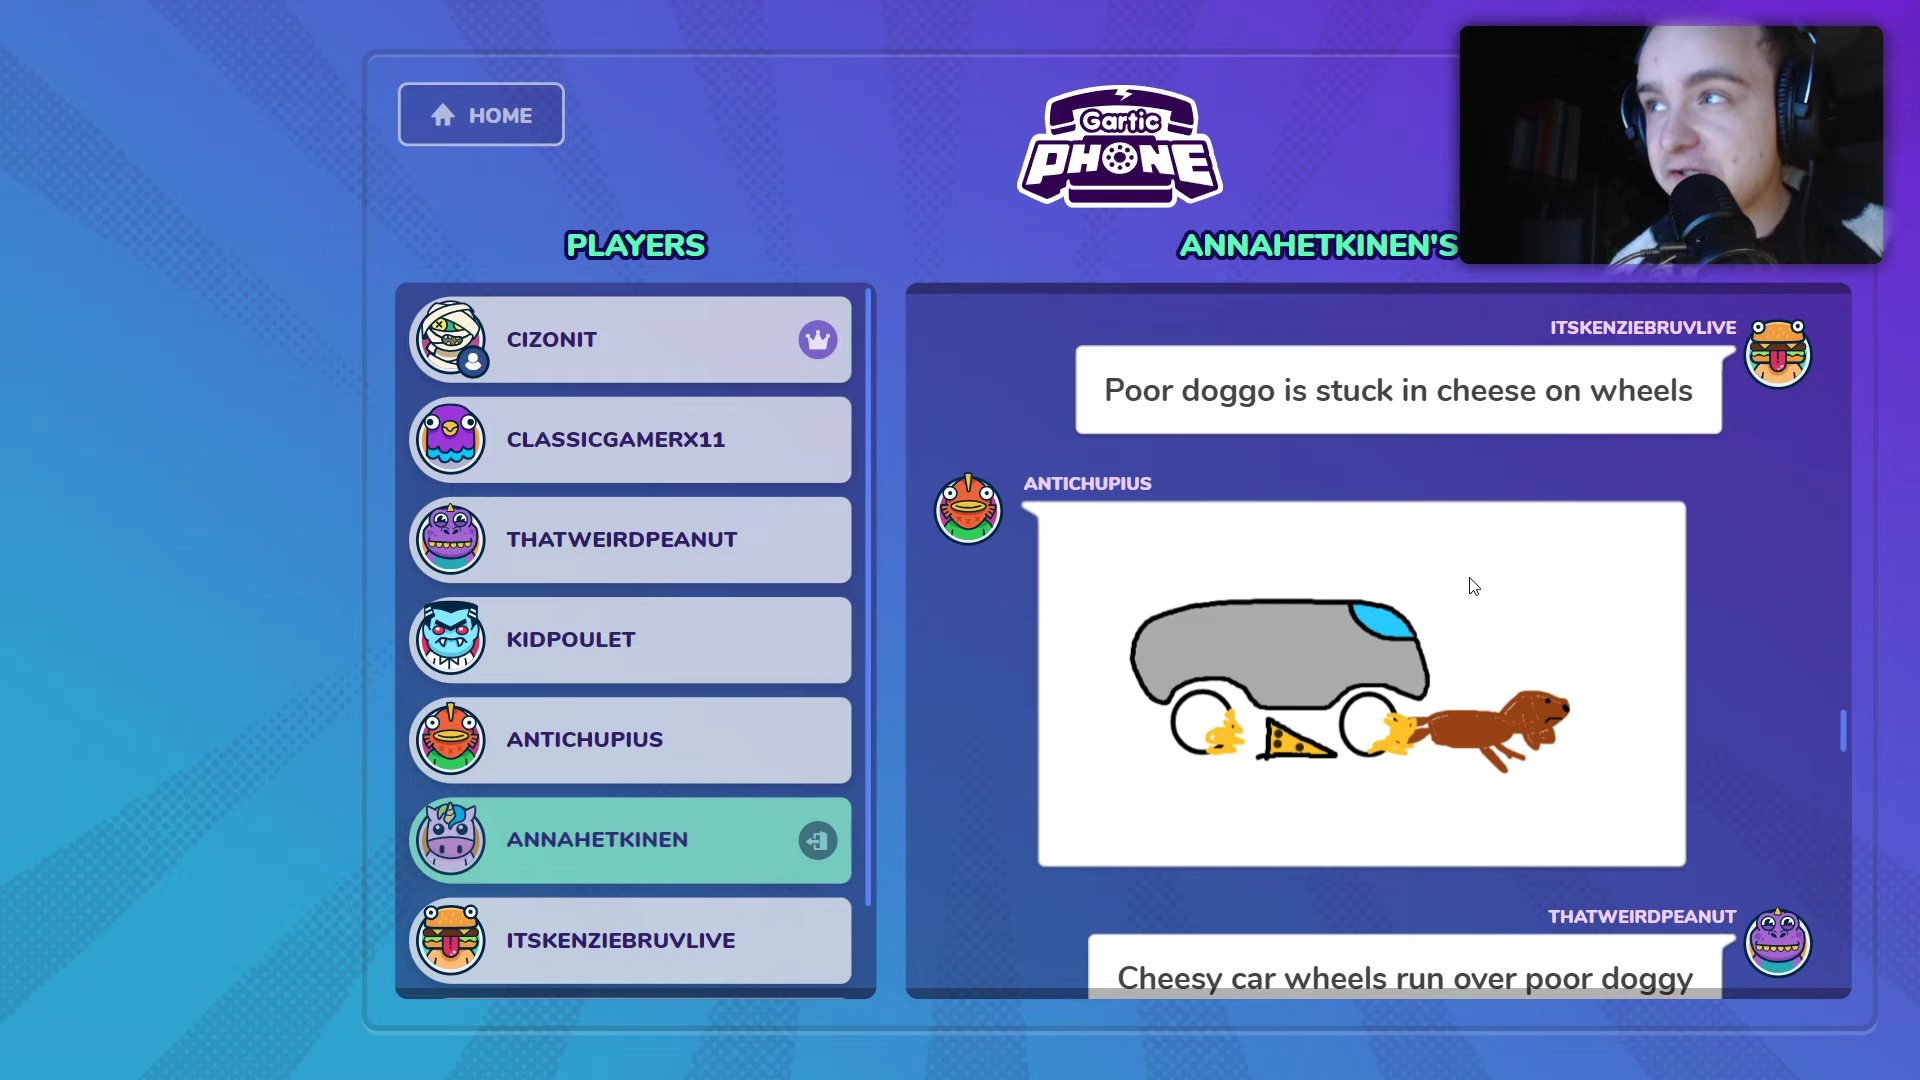 HOME
Gartic
PHONE
PLAYERS
ANNAHETKINEN'S
CIZONIT
CLASSICGAMERX11
THATWEIRDPEANUT
KIDPOULET
ANTICHUPIUS
ANNAHETKINEN
ITSKENZIEBRUVLIVE
ITSKENZIEBRUVLIVE
Poor doggo is stuck in cheese on wheels
ANTICHUPIUS
THATWEIRDPEANUT
Cheesy car wheels run over poor doggy